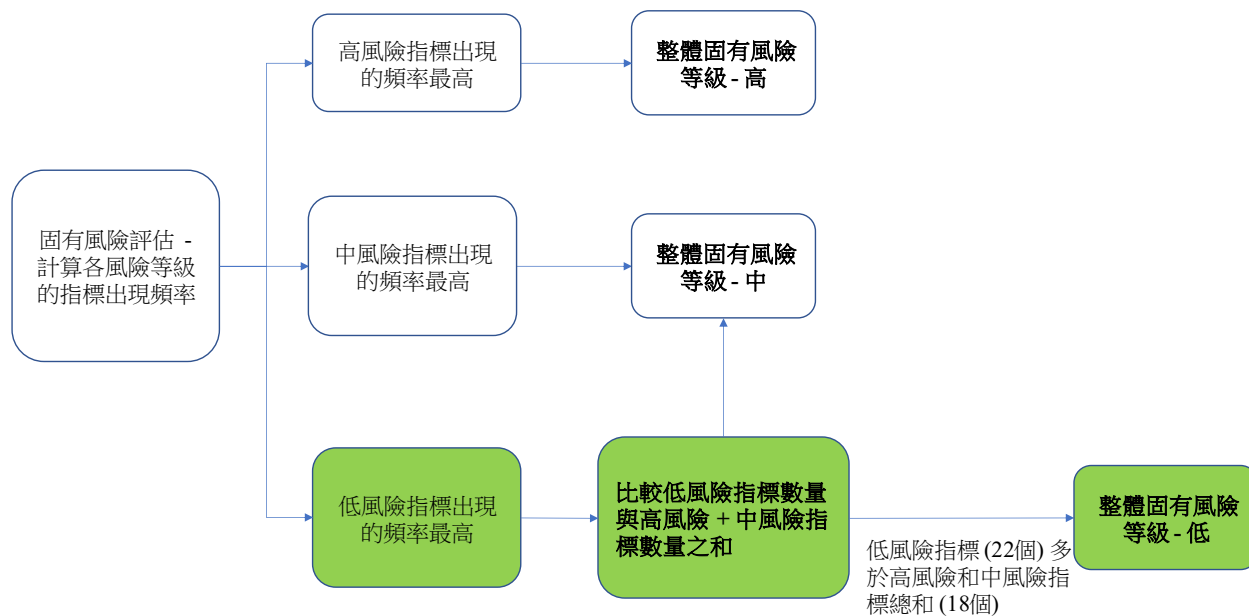 高風險指標出現
的頻率最高
整體固有風險
等級 - 高
固有風險評估 -
計算各風險等級
的指標出現頻率
中風險指標出現
的頻率最高
整體固有風險
等級 - 中
低風險指標出現
的頻率最高
比較低風險指標數量
與高風險 + 中風險指
標數量之和
低風險指標 (22個) 多
於高風險和中風險指
標總和 (18個)
整體固有風險
等級 - 低